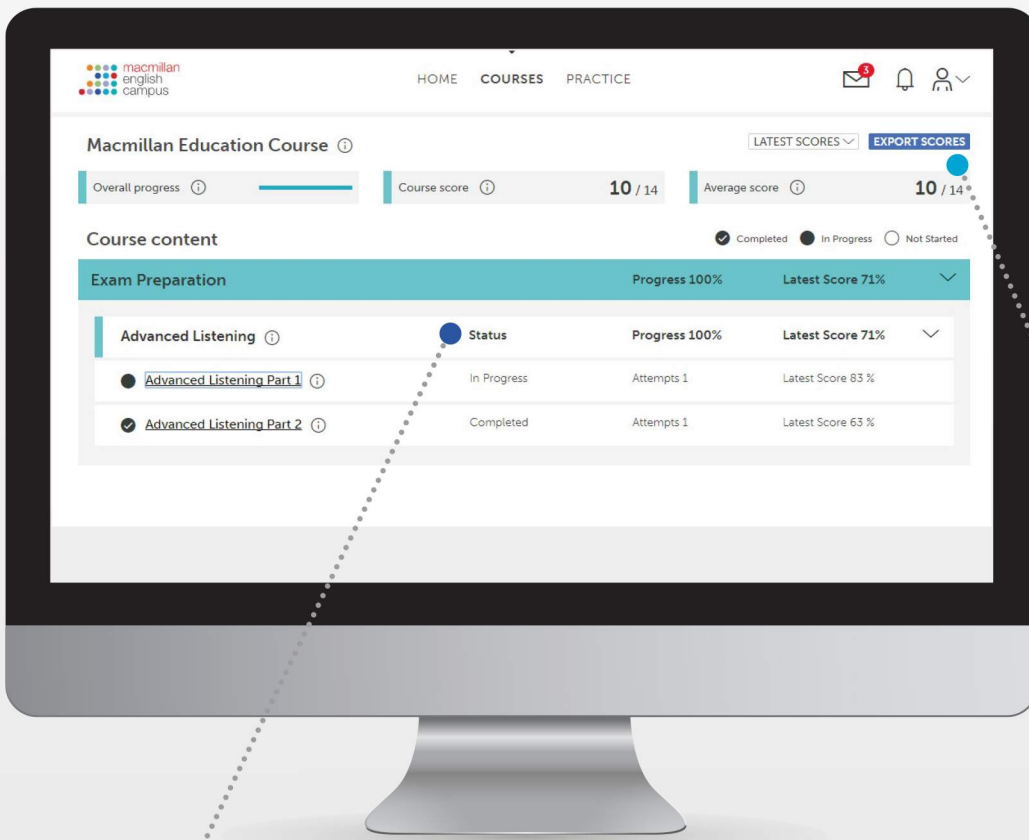 macmillan
english
campus
HOME COURSES PRACTICE
3
Macmillan Education Course
LATEST SCORES
EXPORT SCORES
Overall progress
Course score 10 / 14
Average score 10 / 14
Course content
Completed In Progress Not Started
Exam Preparation Progress 100% Latest Score 71%
Advanced Listening Status Progress 100% Latest Score 71%
Advanced Listening Part 1 In Progress Attempts 1 Latest Score 83 %
Advanced Listening Part 2 Completed Attempts 1 Latest Score 63 %